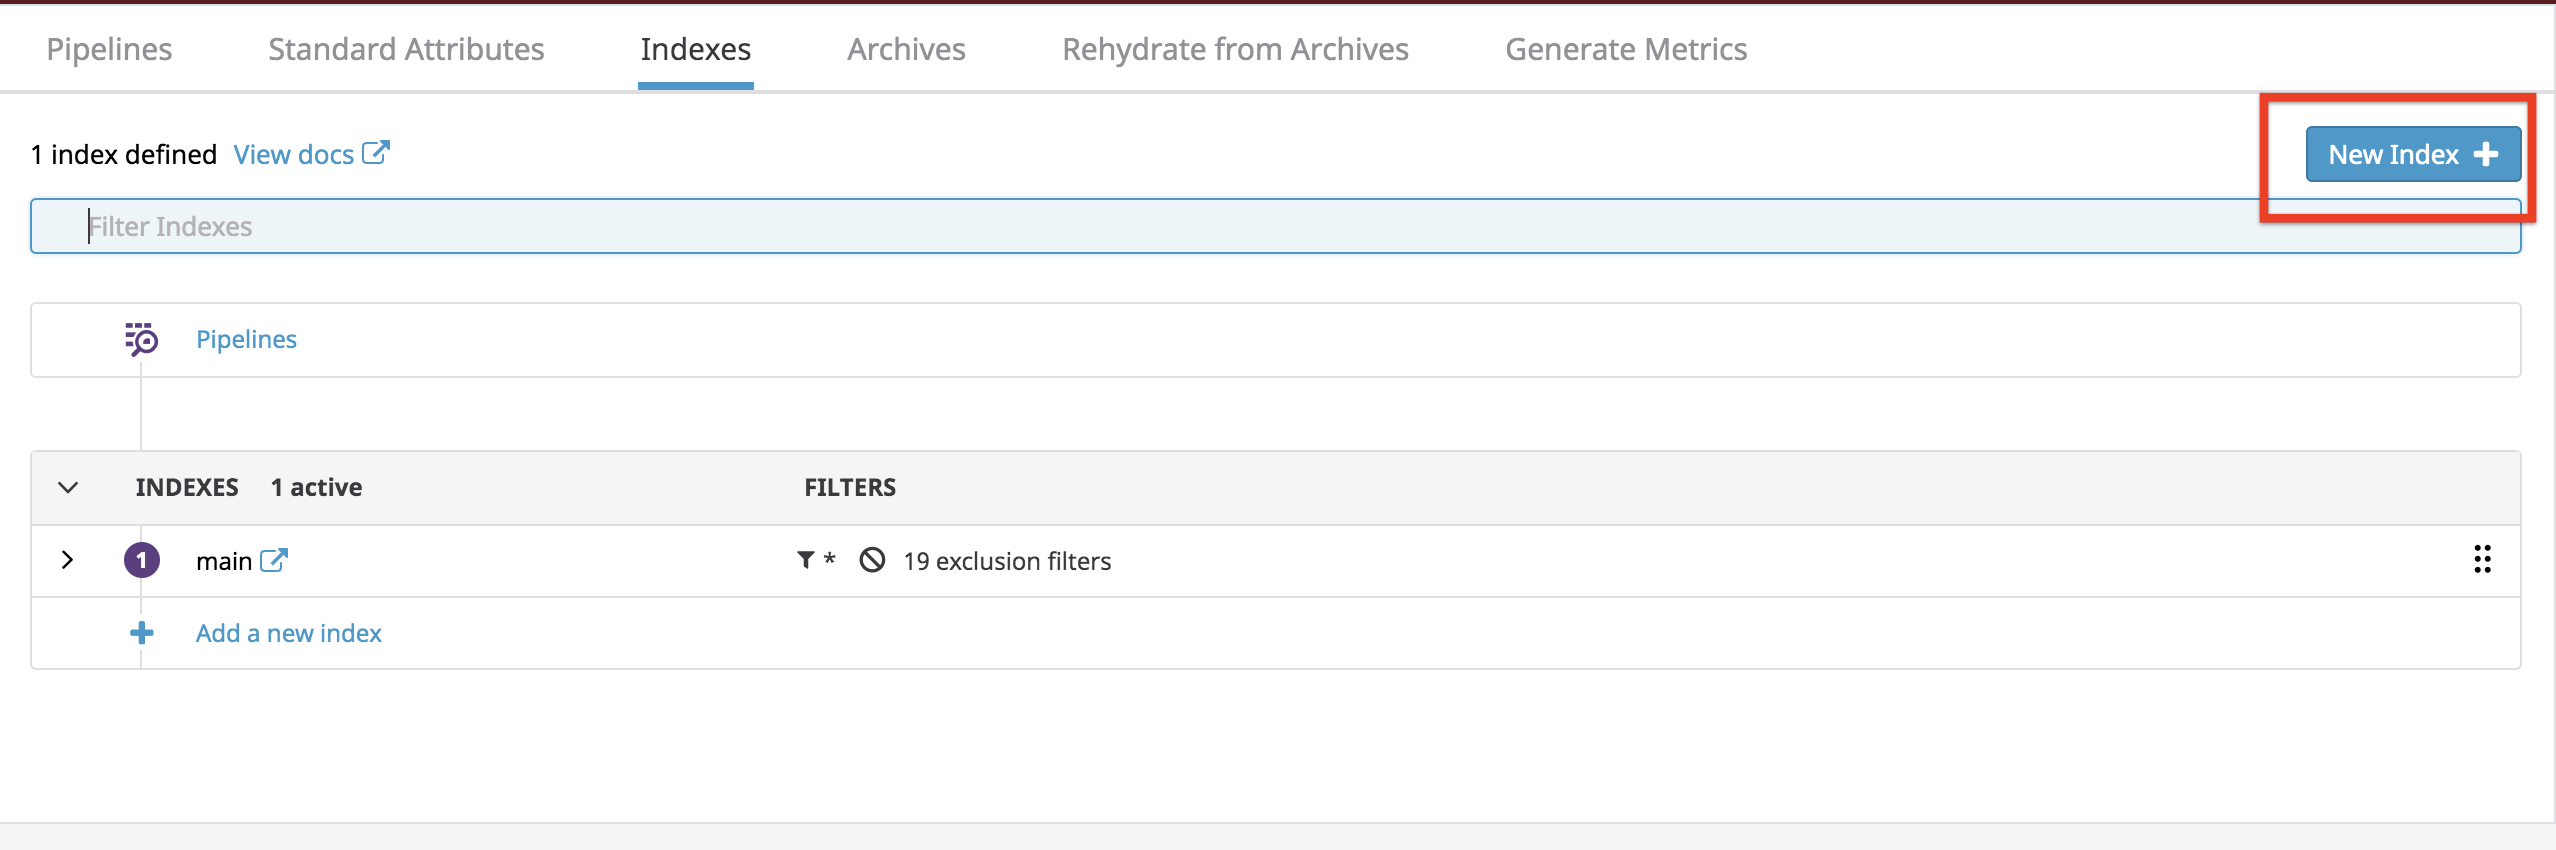 Pipelines Standard Attributes Indexes Archives Rehydrate from Archives Generate Metrics
1 index defined View docs New Index +
Filter Indexes
Pipelines
INDEXES 1 active FILTERS
1 main * 19 exclusion filters
+ Add a new index